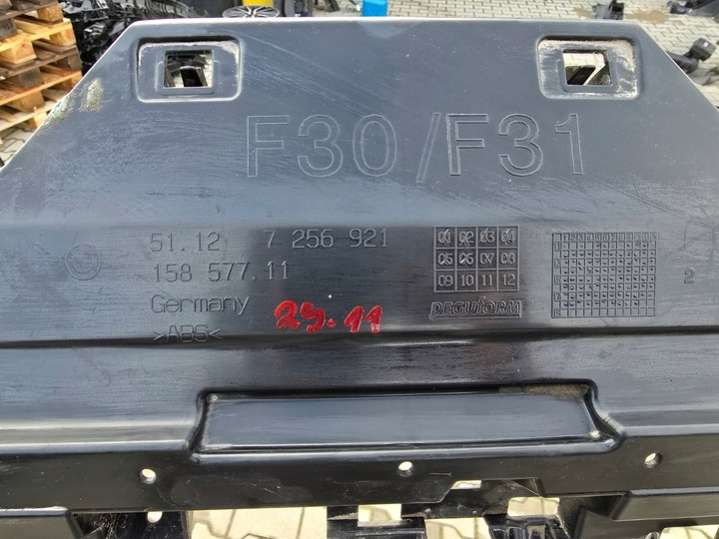 F30/F31
51.12 7 256 921
158 577.11
Germany
>ABS<
29.11
01 02 03 04
05 06 07 08
09 10 11 12
PEGUFORM
2